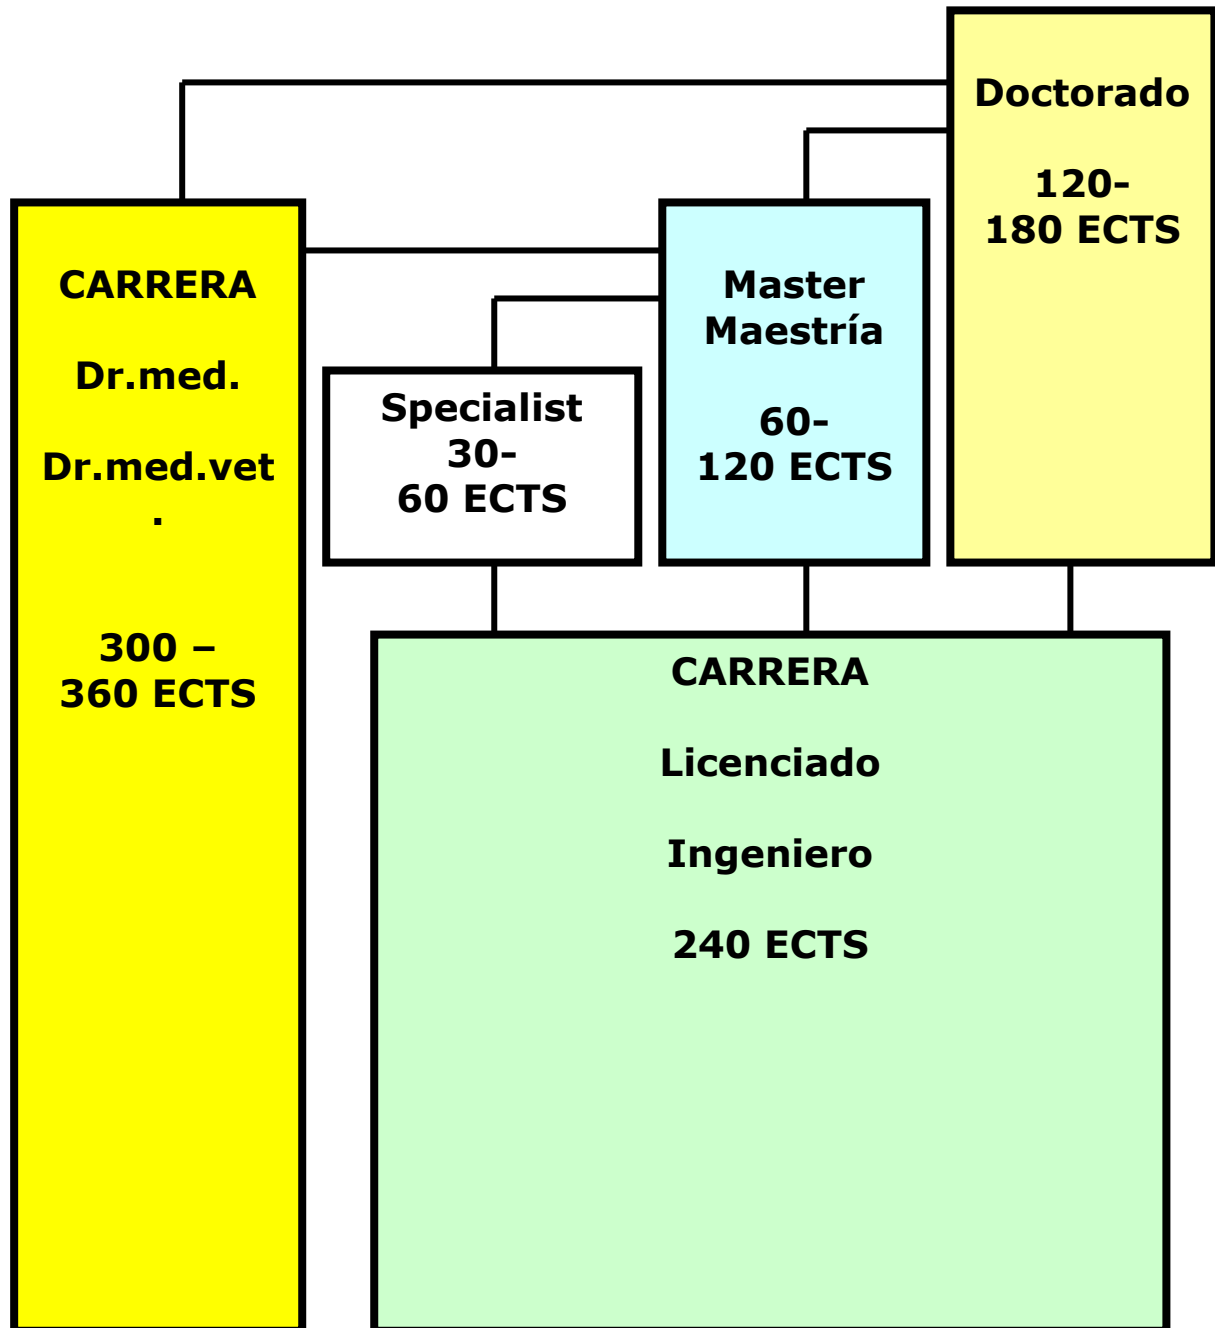 Doctorado
120-
180 ECTS
CARRERA
Dr.med.
Dr.med.vet
.
300 –
360 ECTS
Master
Maestría
60-
120 ECTS
Specialist
30-
60 ECTS
CARRERA
Licenciado
Ingeniero
240 ECTS